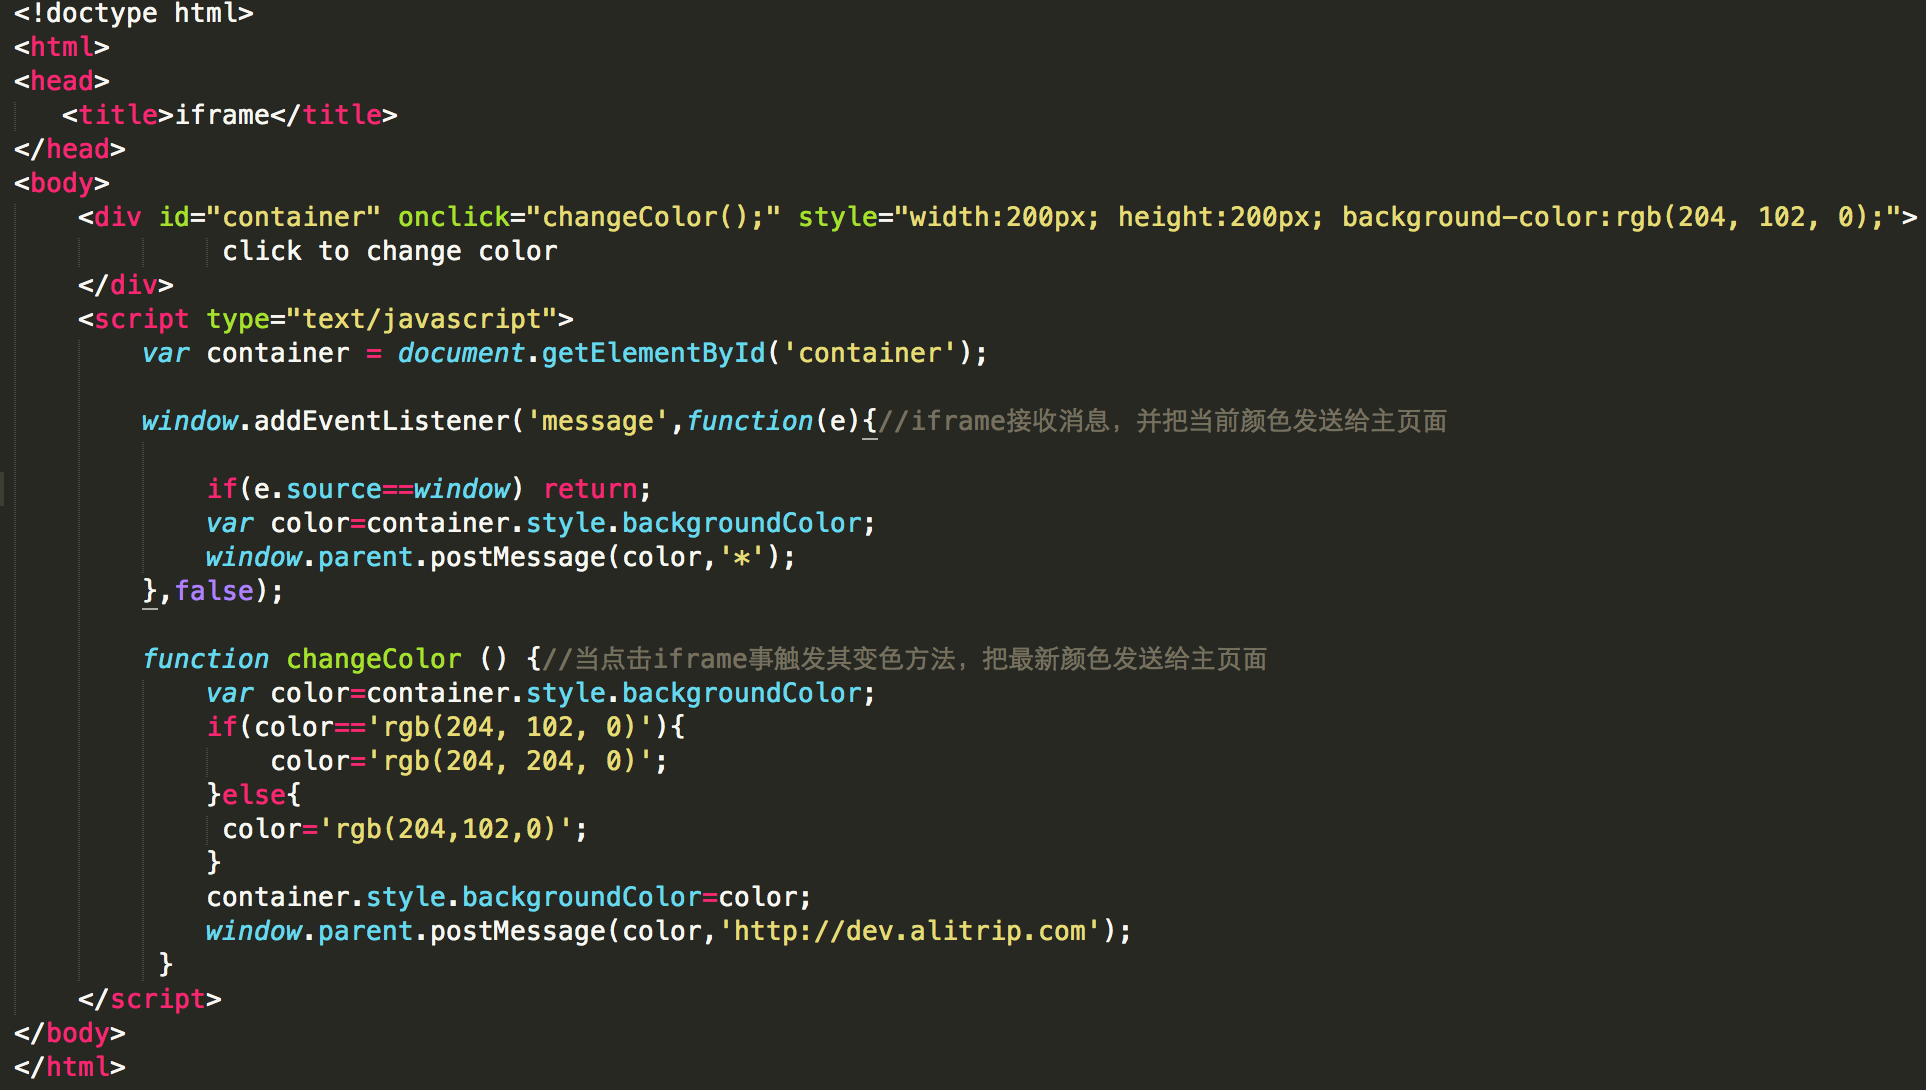 <!doctype html>
<html>
<head>
   <title>iframe</title>
</head>
<body>
    <div id="container" onclick="changeColor();" style="width:200px; height:200px; background-color:rgb(204, 102, 0);">
             click to change color
    </div>
    <script type="text/javascript">
        var container = document.getElementById('container');

        window.addEventListener('message',function(e){//iframe接收消息，并把当前颜色发送给主页面

            if(e.source==window) return;
            var color=container.style.backgroundColor;
            window.parent.postMessage(color,'*');
        },false);

        function changeColor () {//当点击iframe事触发其变色方法，把最新颜色发送给主页面
            var color=container.style.backgroundColor;
            if(color=='rgb(204, 102, 0)'){
                color='rgb(204, 204, 0)';
            }else{
             color='rgb(204,102,0)';
            }
            container.style.backgroundColor=color;
            window.parent.postMessage(color,'http://dev.alitrip.com');
         }
    </script>
</body>
</html>